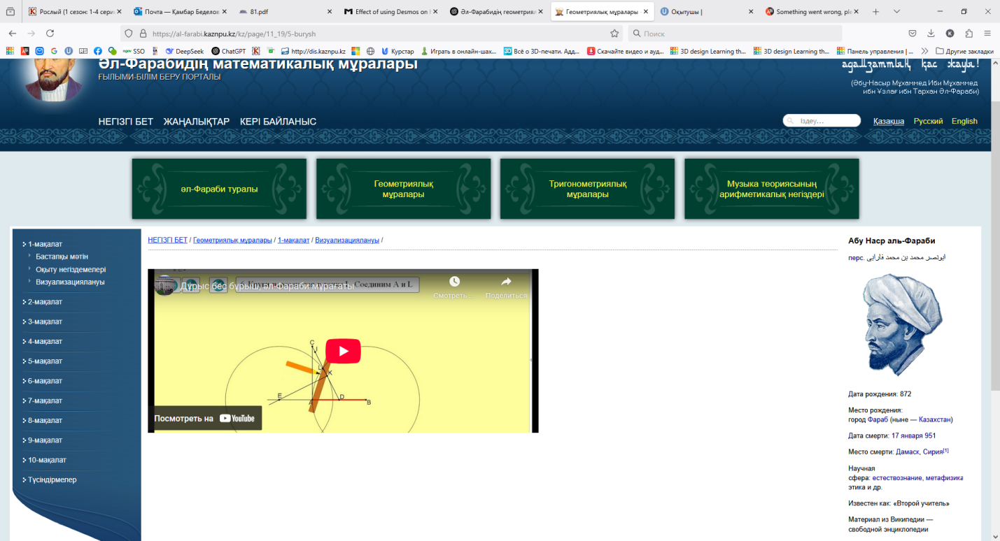 Рослый (1 сезон: 1-4 сери
Почта — Қамбар Беделов
81.pdf
Effect of using Desmos on
Әл-Фарабидің геометрия
Геометриялық мұралары
Оқытушы |
Something went wrong, ple
https://al-farabi.kaznpu.kz/kz/page/11_19/5-burysh
Поиск
SSO
DeepSeek
ChatGPT
http://dis.kaznpu.kz
Курстар
Играть в онлайн-шах...
Всё о 3D-печати. Адд...
Скачайте видео и ауд...
3D design Learning th...
3D design Learning th...
Панель управления | ...
Другие закладки
Әл-Фарабидің математикалық мұралары
ҒЫЛЫМИ-БІЛІМ БЕРУ ПОРТАЛЫ
адамзаттың қас жауы!
(Әбу-Насыр Мұхаммед Ибн Мұхаммед
ибн Ұзлағ ибн Тархан Әл-Фараби)
НЕГІЗГІ БЕТ ЖАҢАЛЫҚТАР КЕРІ БАЙЛАНЫС
Іздеу...
Қазақша Русский English
әл-Фараби туралы
Геометриялық
мұралары
Тригонометриялық
мұралары
Музыка теориясының
арифметикалық негіздері
1-мақалат
Бастапқы мәтін
Оқыту негіздемелері
Визуализациялануы
2-мақалат
3-мақалат
4-мақалат
5-мақалат
6-мақалат
7-мақалат
8-мақалат
9-мақалат
10-мақалат
Түсіндірмелер
НЕГІЗГІ БЕТ / Геометриялық мұралары / 1-мақалат / Визуализациялануы /
Дұрыс бес бұрыш, әл-Фараби мұрағаты
Соединим A и L
Смотреть ...
Поделиться
C
I
L
K
E
A
D
B
Посмотреть на YouTube
Абу Наср аль-Фараби
перс. ابونصر محمد بن محمد فارابی
Дата рождения: 872
Место рождения:
город Фараб (ныне — Казахстан)
Дата смерти: 17 января 951
Место смерти: Дамаск, Сирия[1]
Научная
сфера: естествознание, метафизика
этика и др.
Известен как: «Второй учитель»
Материал из Википедии —
свободной энциклопедии